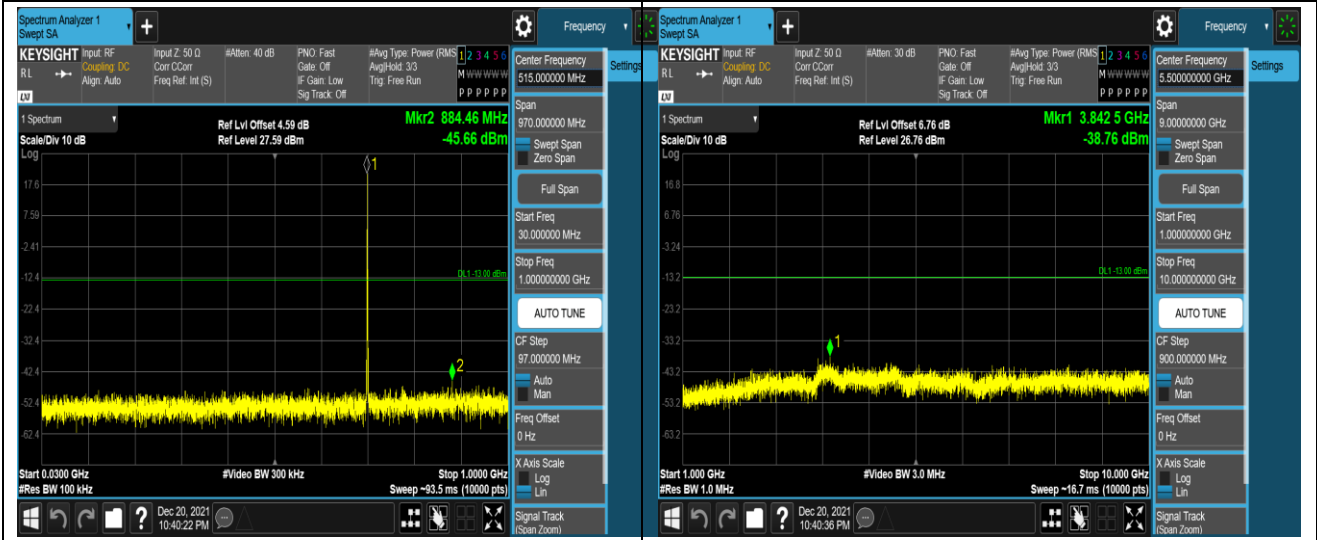 Spectrum Analyzer 1
Swept SA
+
Frequency
KEYSIGHT
RL
LXI
Input: RF
Coupling: DC
Align: Auto
Input Z: 50 Ω
Corr CCorr
Freq Ref: Int (S)
#Atten: 40 dB
PNO: Fast
Gate: Off
IF Gain: Low
Sig Track: Off
#Avg Type: Power (RMS
Avg|Hold: 3/3
Trig: Free Run
1 2 3 4 5 6
M W W W W W
P P P P P P
1 Spectrum
Scale/Div 10 dB
Log
Ref Lvl Offset 4.59 dB
Ref Level 27.59 dBm
Mkr2 884.46 MHz
-45.66 dBm
17.6
7.59
-2.41
-12.4
-22.4
-32.4
-42.4
-52.4
-62.4
1
2
DL1 -13.00 dBm
Start 0.0300 GHz
#Res BW 100 kHz
#Video BW 300 kHz
Stop 1.0000 GHz
Sweep ~93.5 ms (10000 pts)
?
Dec 20, 2021
10:40:22 PM
Center Frequency
515.000000 MHz
Settings
Span
970.000000 MHz
Swept Span
Zero Span
Full Span
Start Freq
30.000000 MHz
Stop Freq
1.000000000 GHz
AUTO TUNE
CF Step
97.000000 MHz
Auto
Man
Freq Offset
0 Hz
X Axis Scale
Log
Lin
Signal Track
(Span Zoom)
Spectrum Analyzer 1
Swept SA
+
Frequency
KEYSIGHT
RL
LXI
Input: RF
Coupling: DC
Align: Auto
Input Z: 50 Ω
Corr CCorr
Freq Ref: Int (S)
#Atten: 30 dB
PNO: Fast
Gate: Off
IF Gain: Low
Sig Track: Off
#Avg Type: Power (RMS
Avg|Hold: 3/3
Trig: Free Run
1 2 3 4 5 6
M W W W W W
P P P P P P
1 Spectrum
Scale/Div 10 dB
Log
Ref Lvl Offset 6.76 dB
Ref Level 26.76 dBm
Mkr1 3.842 5 GHz
-38.76 dBm
16.8
6.76
-3.24
-13.2
-23.2
-33.2
-43.2
-53.2
-63.2
1
DL1 -13.00 dBm
Start 1.000 GHz
#Res BW 1.0 MHz
#Video BW 3.0 MHz
Stop 10.000 GHz
Sweep ~16.7 ms (10000 pts)
?
Dec 20, 2021
10:40:36 PM
Center Frequency
5.500000000 GHz
Settings
Span
9.00000000 GHz
Swept Span
Zero Span
Full Span
Start Freq
1.000000000 GHz
Stop Freq
10.000000000 GHz
AUTO TUNE
CF Step
900.000000 MHz
Auto
Man
Freq Offset
0 Hz
X Axis Scale
Log
Lin
Signal Track
(Span Zoom)